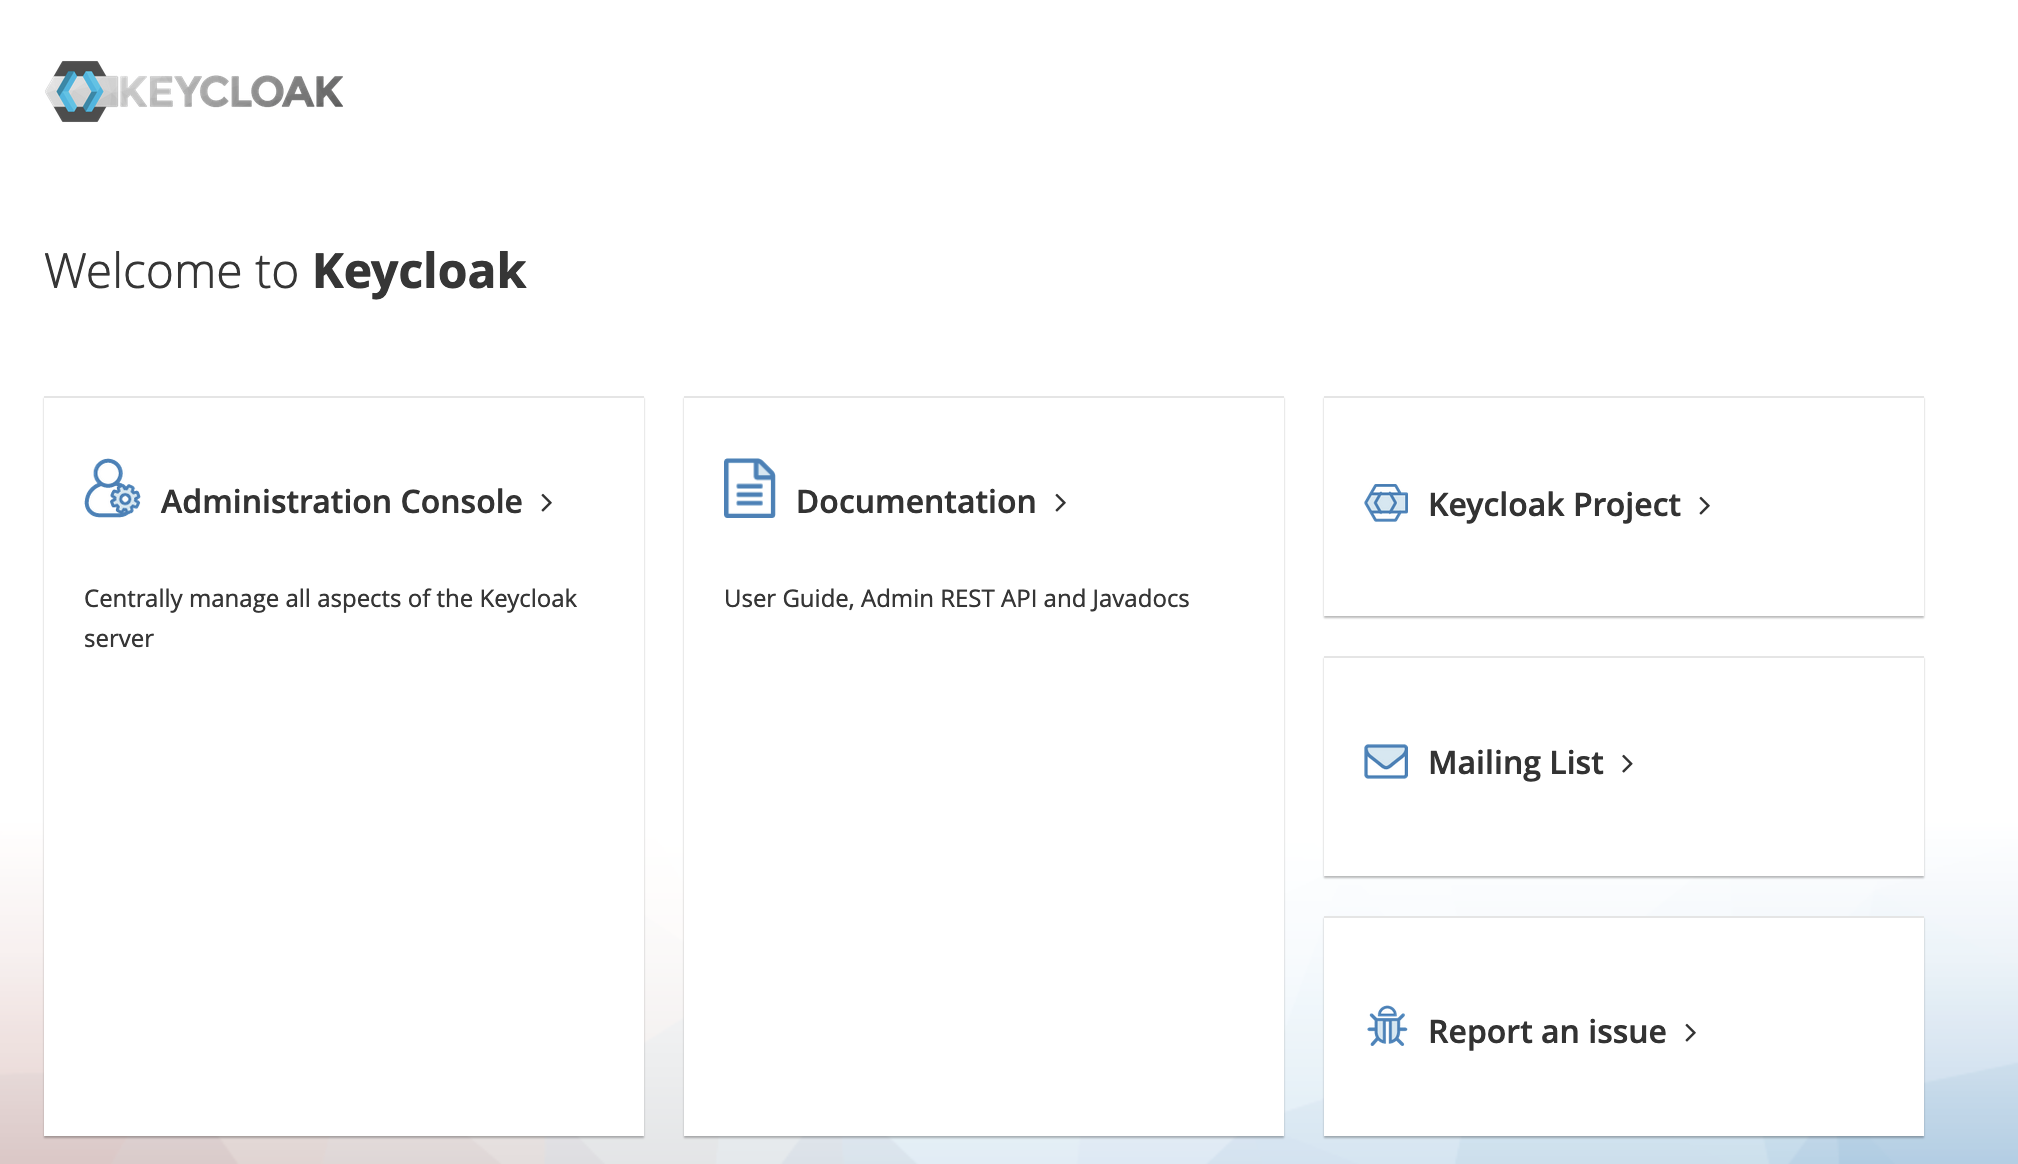 KEYCLOAK
Welcome to Keycloak
Administration Console
Centrally manage all aspects of the Keycloak
server
Documentation
User Guide, Admin REST API and Javadocs
Keycloak Project
Mailing List
Report an issue